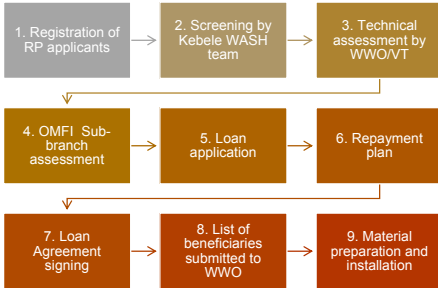 1. Registration of
RP applicants
2. Screening by
Kebele WASH
team
3. Technical
assessment by
WWO/VT
4. OMFI Sub-
branch
assessment
5. Loan
application
6. Repayment
plan
7. Loan
Agreement
signing
8. List of
beneficiaries
submitted to
WWO
9. Material
preparation and
installation